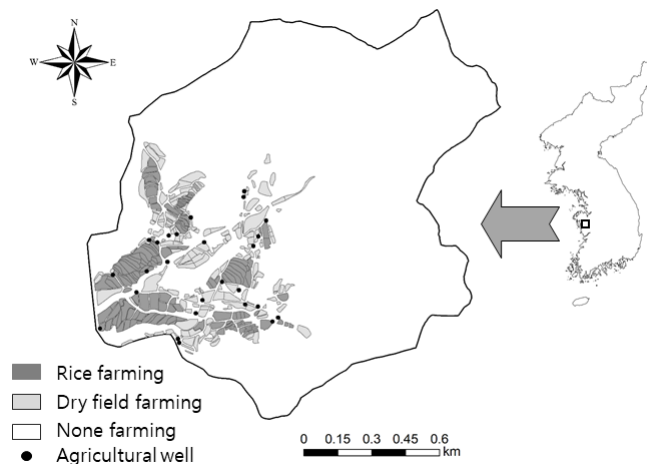 N
W E
S
Rice farming
Dry field farming
None farming
Agricultural well
0 0.15 0.3 0.45 0.6
km